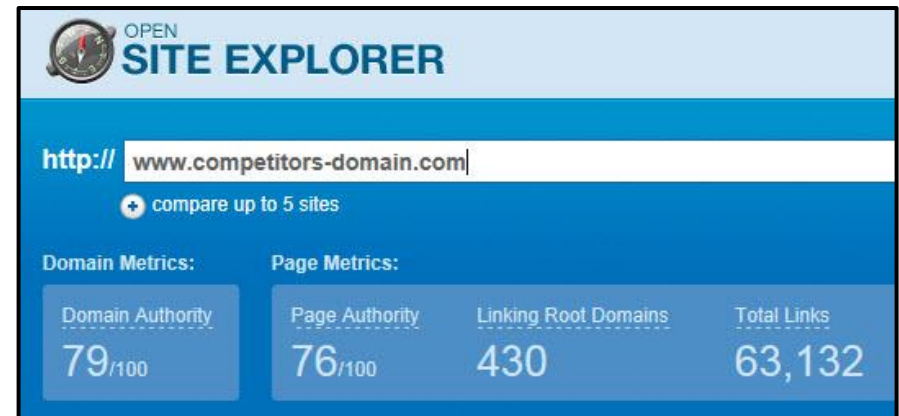 OPEN
SITE EXPLORER
http:// www.competitors-domain.com
compare up to 5 sites
Domain Metrics: Page Metrics:
Domain Authority Page Authority Linking Root Domains Total Links
79/100 76/100 430 63,132